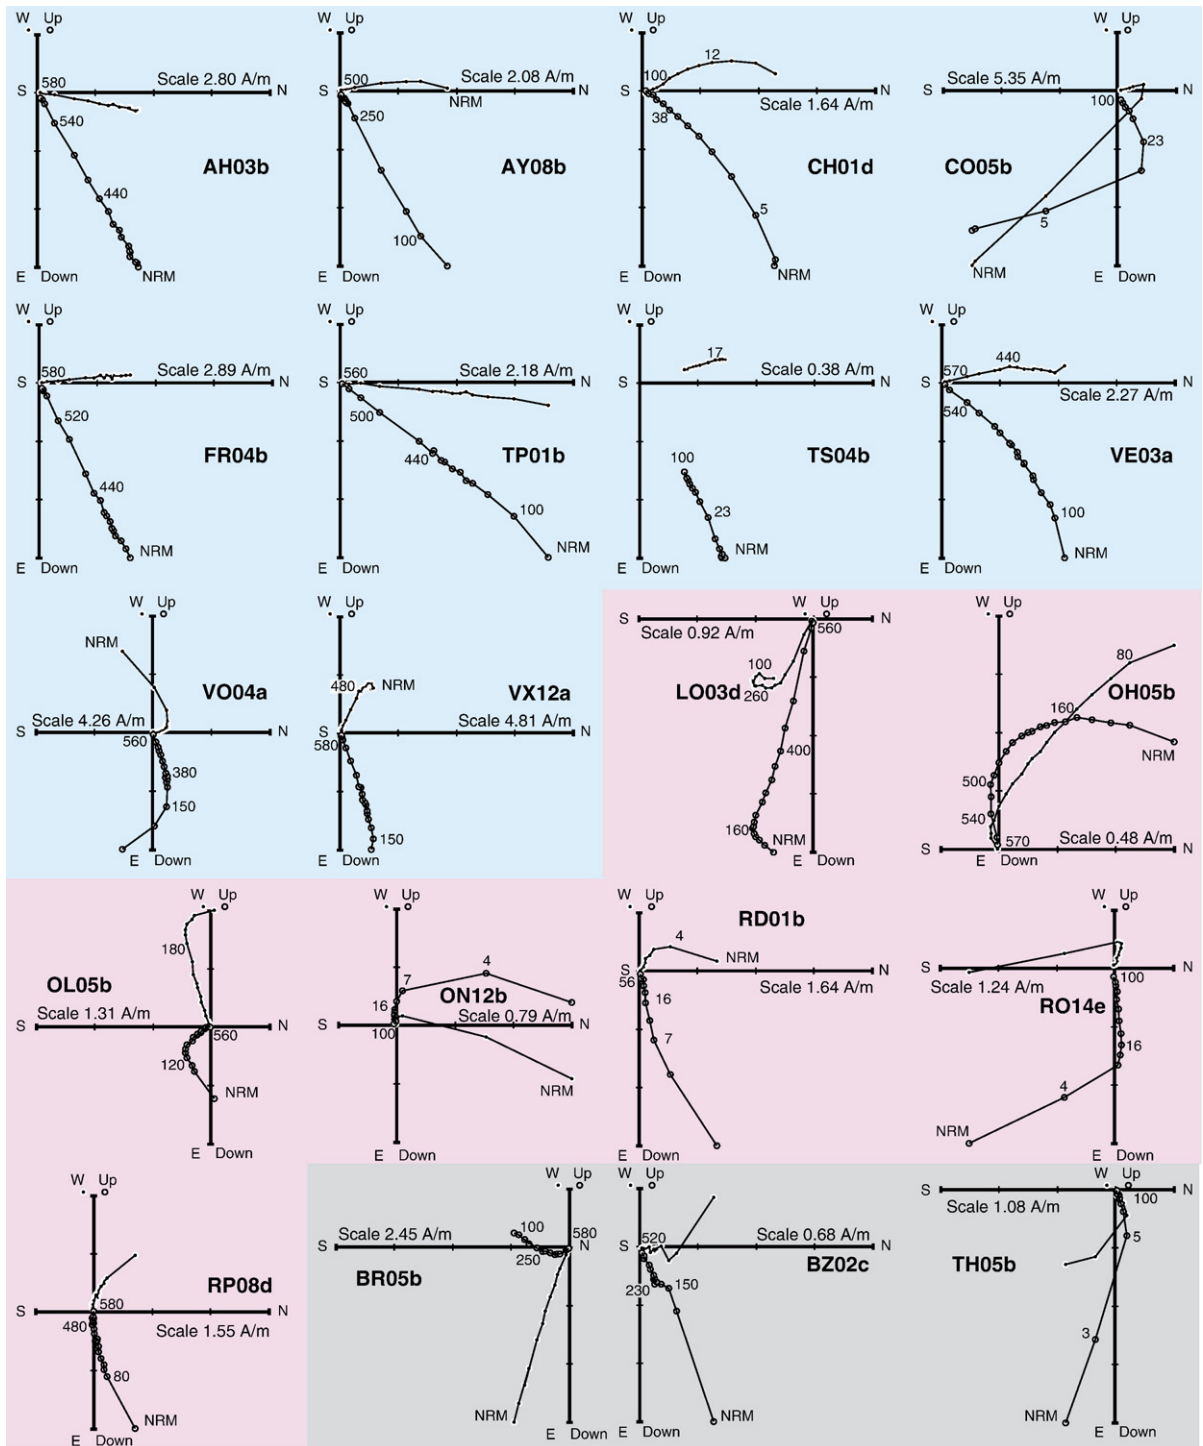 W Up
580
Scale 2.80 A/m
S
540
AH03b
440
NRM
E Down
W Up
500
Scale 2.08 A/m
NRM
250
AY08b
100
E Down
W Up
12
100
S N
Scale 1.64 A/m
38
CH01d
5
NRM
E Down
W Up
Scale 5.35 A/m
S N
100
23
CO05b
5
NRM
E Down
W Up
580
Scale 2.89 A/m
N
520
FR04b
440
NRM
E Down
W Up
560
Scale 2.18 A/m
N
500
TP01b
440
100
NRM
E Down
W Up
17
Scale 0.38 A/m
TS04b
100
23
NRM
E Down
W Up
440
570
S N
Scale 2.27 A/m
540
VE03a
100
NRM
E Down
W Up
NRM
VO04a
Scale 4.26 A/m
560
380
150
E Down
W Up
480
NRM
VX12a
Scale 4.81 A/m
580
150
E Down
W Up
S N
Scale 0.92 A/m
560
100
LO03d
260
400
160
NRM
E Down
W Up
80
OH05b
160
NRM
500
540
S N
570
Scale 0.48 A/m
E Down
W Up
180
OL05b
Scale 1.31 A/m
S N
560
120
NRM
E Down
W Up
4
7
16
ON12b
Scale 0.79 A/m
100
NRM
E Down
W Up
RD01b
4
NRM
S N
56
Scale 1.64 A/m
16
7
E Down
W Up
S N
100
Scale 1.24 A/m
RO14e
16
4
NRM
E Down
W Up
RP08d
580
S N
480
Scale 1.55 A/m
80
NRM
E Down
W Up
Scale 2.45 A/m
100
580
S N
250
BR05b
NRM
E Down
W Up
Scale 0.68 A/m
520
N
BZ02c
230
150
NRM
E Down
W Up
S N
100
Scale 1.08 A/m
5
TH05b
3
NRM
E Down